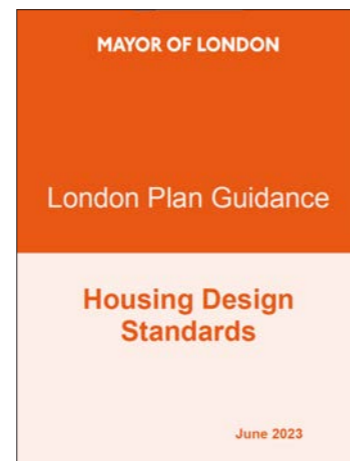 MAYOR OF LONDON
London Plan Guidance
Housing Design
Standards
June 2023